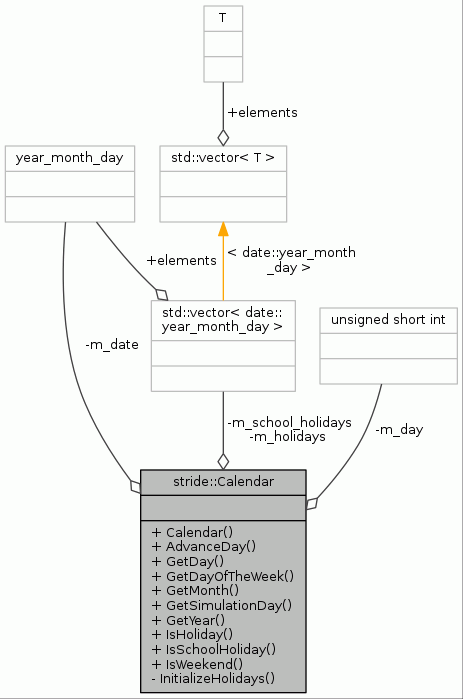 T
+elements
year_month_day
std::vector< T >
+elements
< date::year_month
_day >
std::vector< date::
year_month_day >
unsigned short int
-m_date
-m_school_holidays
-m_holidays
-m_day
stride::Calendar
+ Calendar()
+ AdvanceDay()
+ GetDay()
+ GetDayOfTheWeek()
+ GetMonth()
+ GetSimulationDay()
+ GetYear()
+ IsHoliday()
+ IsSchoolHoliday()
+ IsWeekend()
- InitializeHolidays()